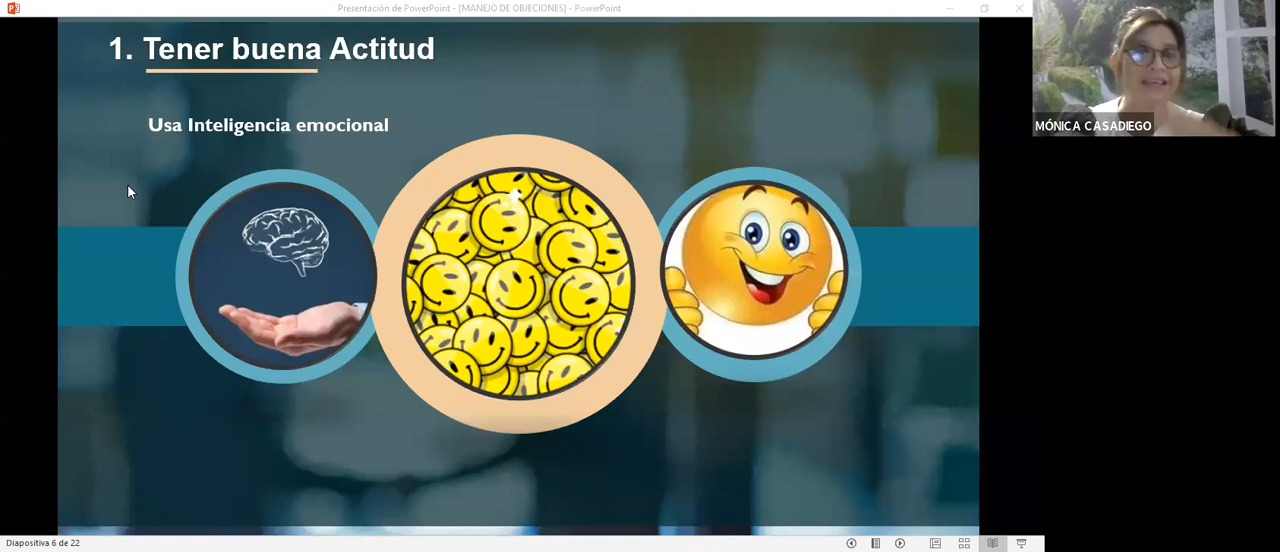 Presentación de PowerPoint - [MANEJO DE OBJECIONES] - PowerPoint
1. Tener buena Actitud
Usa Inteligencia emocional
MÓNICA CASADIEGO
Diapositiva 6 de 22